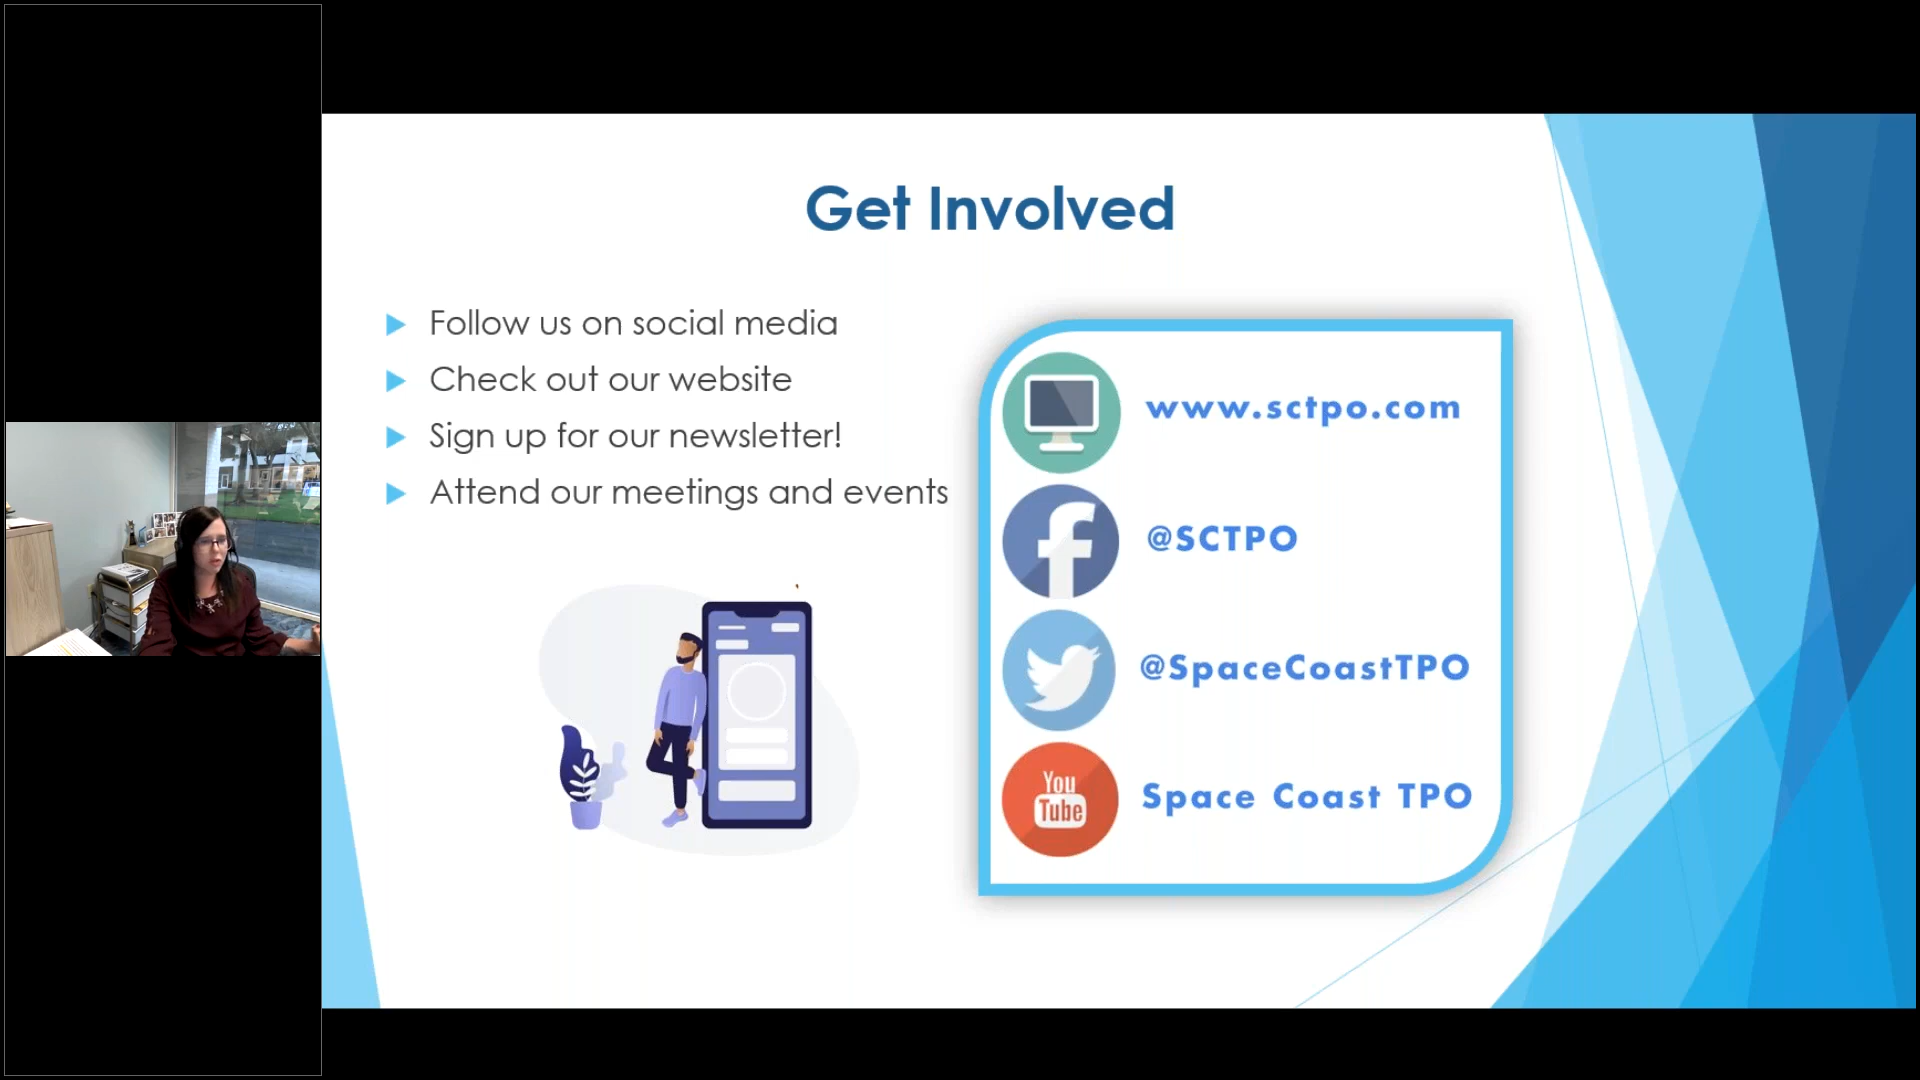 Get Involved
Follow us on social media
Check out our website
Sign up for our newsletter!
Attend our meetings and events
www.sctpo.com
@SCTPO
@SpaceCoastTPO
You
Tube
Space Coast TPO